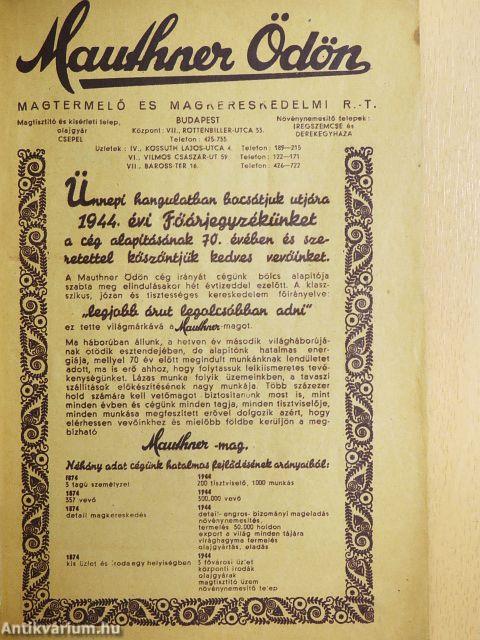 Mauthner Ödön
MAGTERMELŐ ÉS MAGKERESKEDELMI R.-T.
Magtisztító és kísérleti telep,
olajgyár
CSEPEL
BUDAPEST
Központ: VII., ROTTENBILLER-UTCA 33.
Telefon: 425-755.
Üzletek: IV., KOSSUTH LAJOS-UTCA 4. Telefon: 189-215
VI., VILMOS CSÁSZÁR-ÚT 59 Telefon: 122-171
VII., BAROSS-TÉR 16. Telefon: 426-722
Növénynemesítő telepek:
IREGSZEMCSE és
DEREKEGYHÁZA
Ünnepi hangulatban bocsátjuk utjára
1944. évi Főárjegyzékünket
a cég alapításának 70. évében és sze-
retettel köszöntjük kedves vevőinket.
A Mauthner Ödön cég irányát cégünk bölcs alapítója
szabta meg elindulásakor hét évtizeddel ezelőtt. A klasz-
szikus, józan és tisztességes kereskedelem főirányelve:
„legjobb árut legolcsóbban adni"
ez tette világmárkává a Mauthner-magot.
Ma háborúban állunk, a hetven év második világháborújá-
nak ötödik esztendejében, de alapítónk hatalmas ener-
giája, mellyel 70 év előtt megindult munkánknak lendületet
adott, ma is erő ahhoz, hogy folytassuk lelkiismeretes tevé-
kenységünket. Lázas munka folyik üzemeinkben, a tavaszi
szállítások előkészítésének nagy munkája. Több százezer
hold számára kell vetőmagot biztosítanunk most is, mint
minden évben és cégünk minden tagja, minden tisztviselője,
minden munkása megfeszített erővel dolgozik azért, hogy
elérhessen vevőinkhez és mielőbb földbe kerüljön a meg-
bízható
Mauthner-mag.
Néhány adat cégünk hatalmas fejlődésének arányaiból:
1874
5 tagú személyzet
1944
200 tisztviselő, 1000 munkás
1874
357 vevő
1944
300,000 vevő
1874
detail magkereskedés
1944
detail- engros- bizományi mageladás
növénynemesítés,
termelés 50.000 holdon
export a világ minden tájára
virághagyma termelés
olajgyártás, eladás
1874
kis üzlet és iroda egy helyiségben
1944
3 fővárosi üzlet
központi irodák
olajgyárak
magtisztító üzem
növénynemesítő telep
Antikvárium.hu